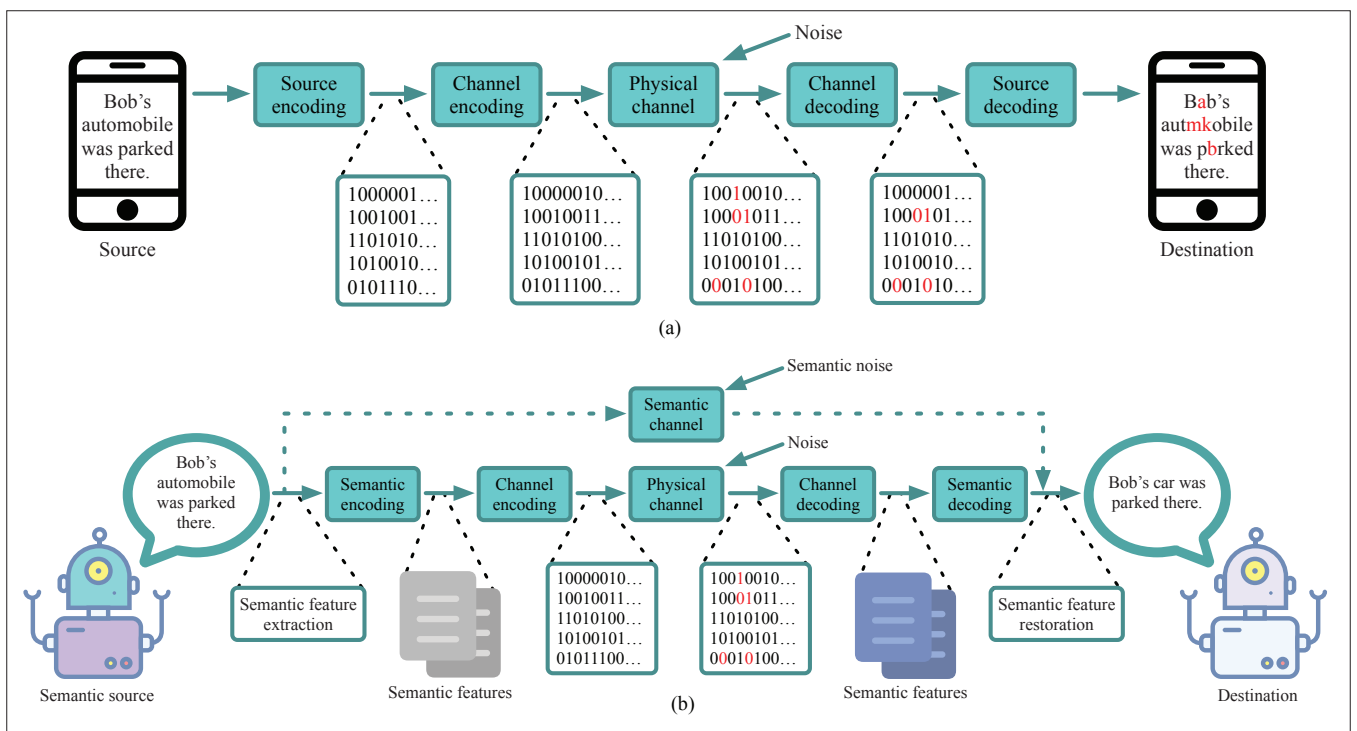 Noise
Bob's
automobile
was parked
there.
Source
Source
encoding
Channel
encoding
Physical
channel
Channel
decoding
Source
decoding
Bab's
autmkobile
was pbrked
there.
Destination
1000001…
1001001…
1101010…
1010010…
0101110…
10000010…
10010011…
11010100…
10100101…
01011100…
10010010…
10001011…
11010100…
10100101…
00010100…
1000001…
1000101…
1101010…
1010010…
0001010…
(a)
Semantic noise
Semantic
channel
Noise
Bob's
automobile
was parked
there.
Semantic
encoding
Channel
encoding
Physical
channel
Channel
decoding
Semantic
decoding
Bob's car was
parked there.
Semantic feature
extraction
Semantic features
10000010…
10010011…
11010100…
10100101…
01011100…
10010010…
10001011…
11010100…
10100101…
00010100…
Semantic features
Semantic feature
restoration
Semantic source
Destination
(b)